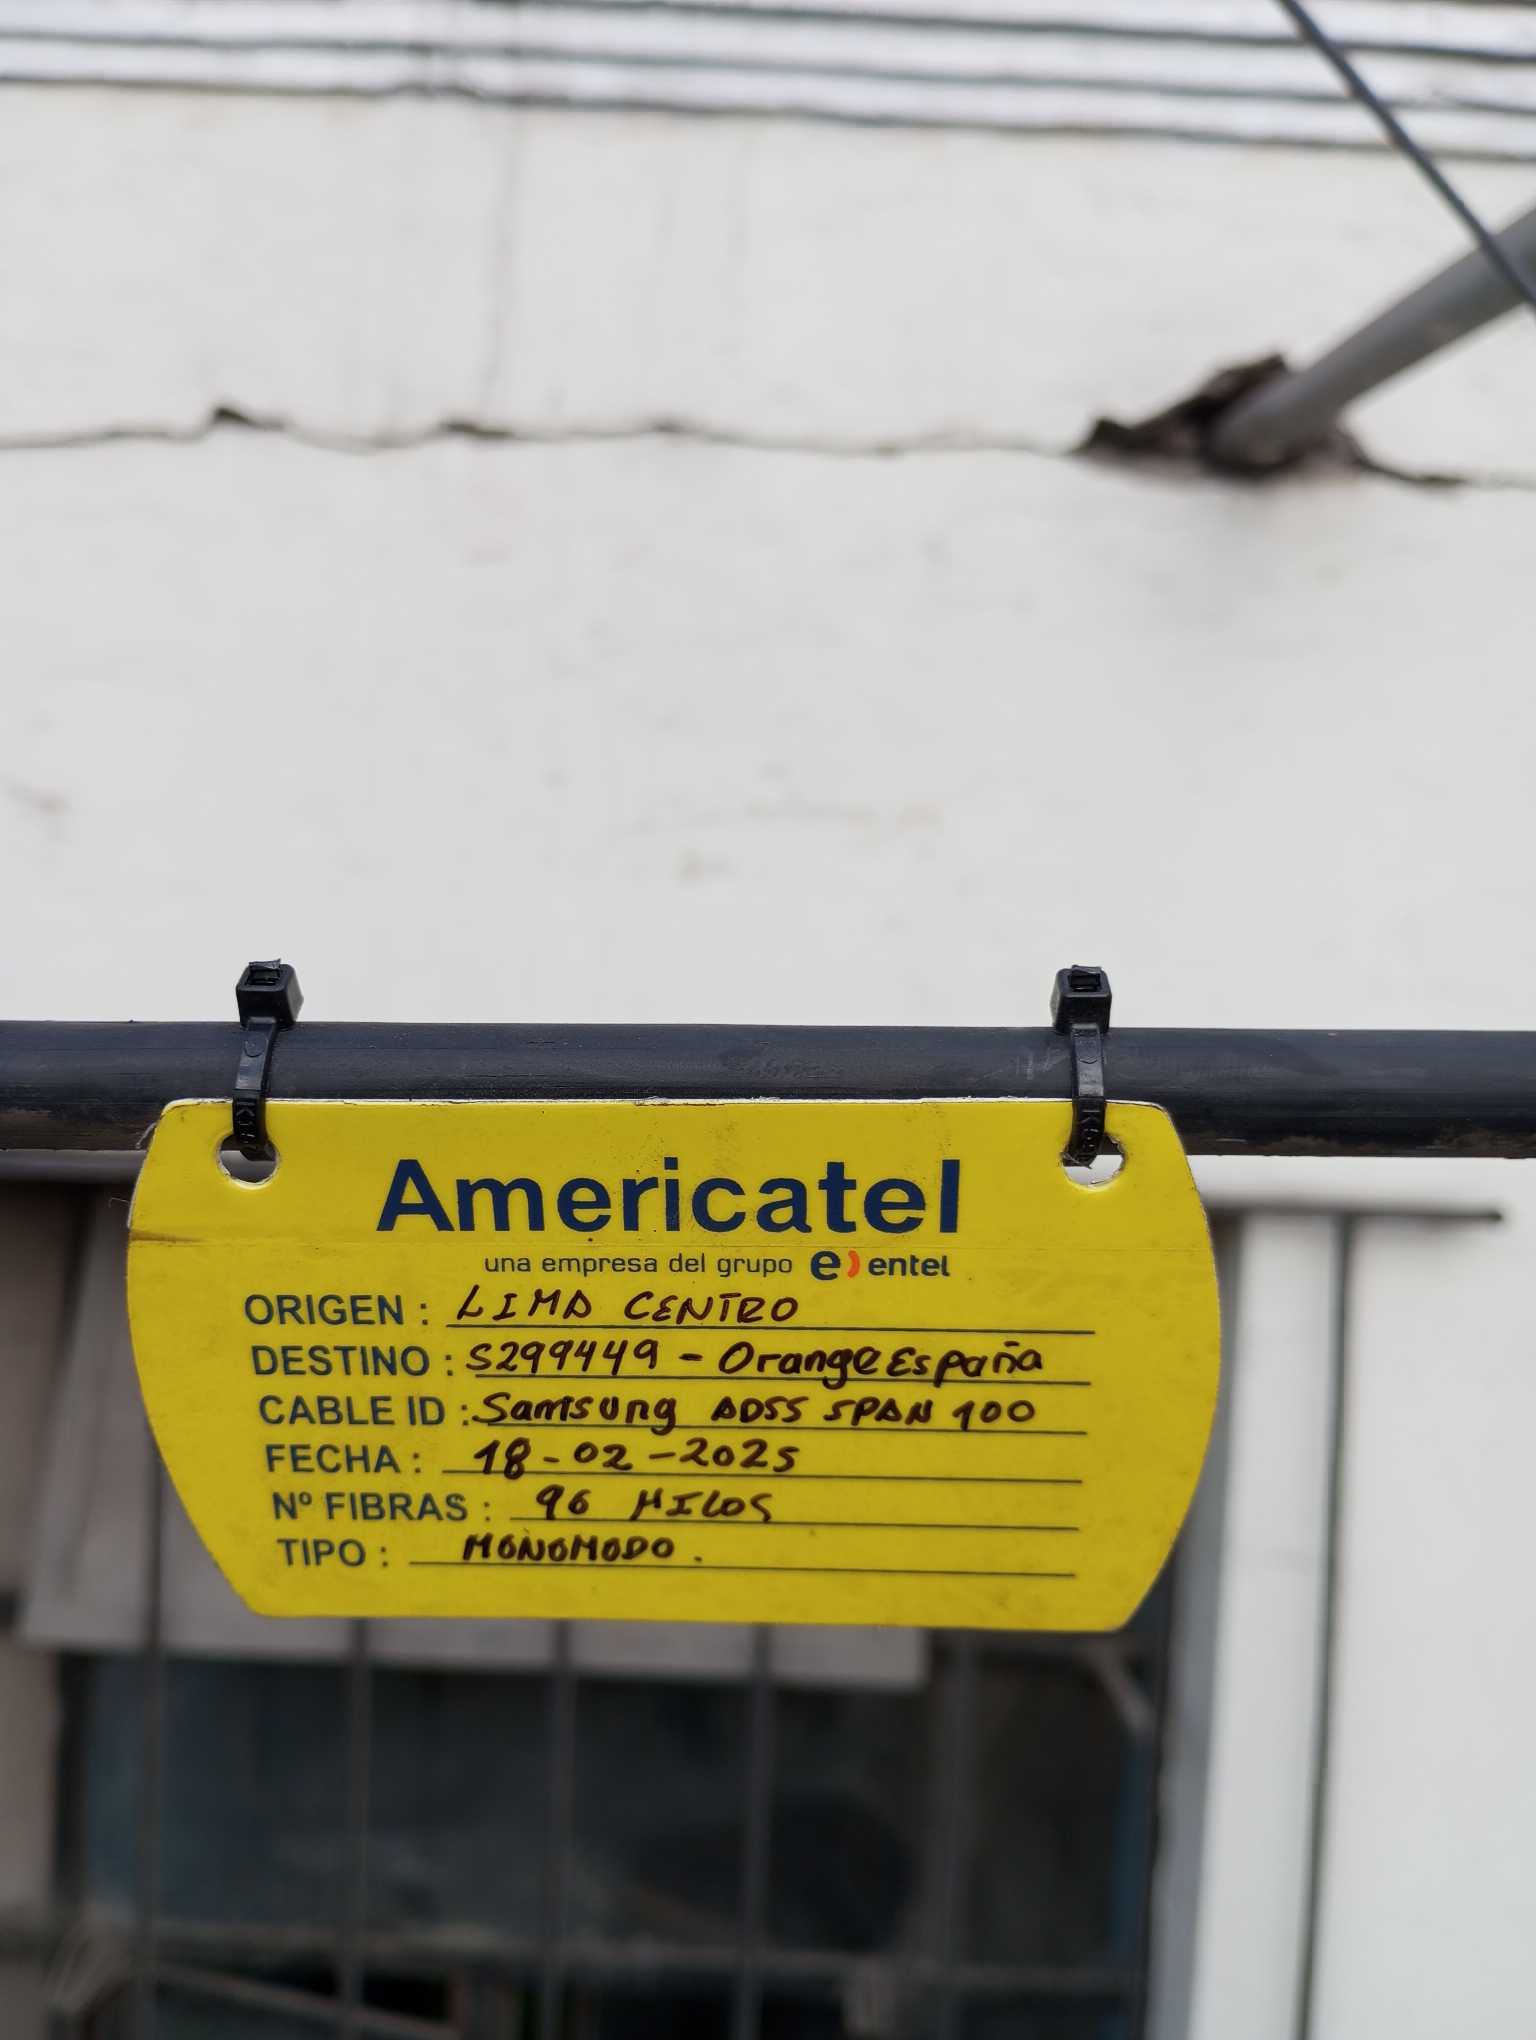 Americatel
una empresa del grupo e) entel
ORIGEN : LIMA CENTRO
DESTINO : S299449 - Orange España
CABLE ID : Samsung ADSS SPAN 100
FECHA : 18-02-2025
Nº FIBRAS : 96 HILOS
TIPO : MONOMODO.